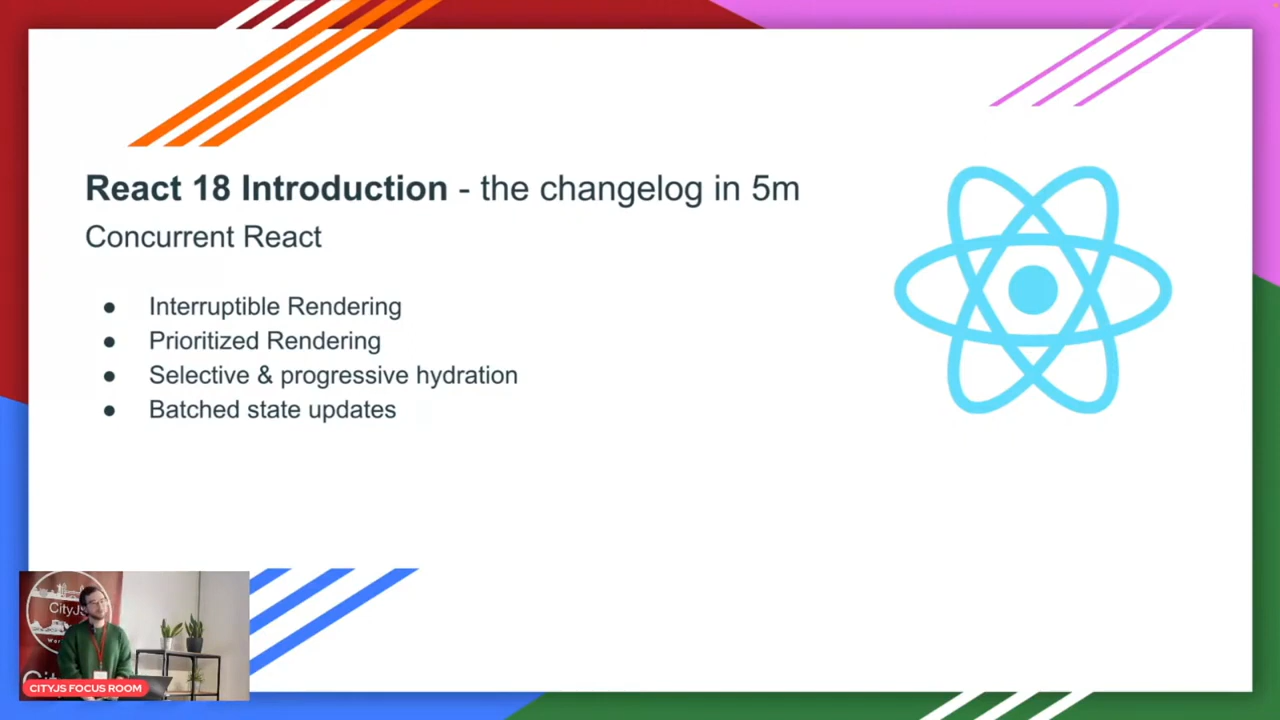 React 18 Introduction - the changelog in 5m
Concurrent React
● Interruptible Rendering
● Prioritized Rendering
● Selective & progressive hydration
● Batched state updates
CityJS
CITYJS FOCUS ROOM